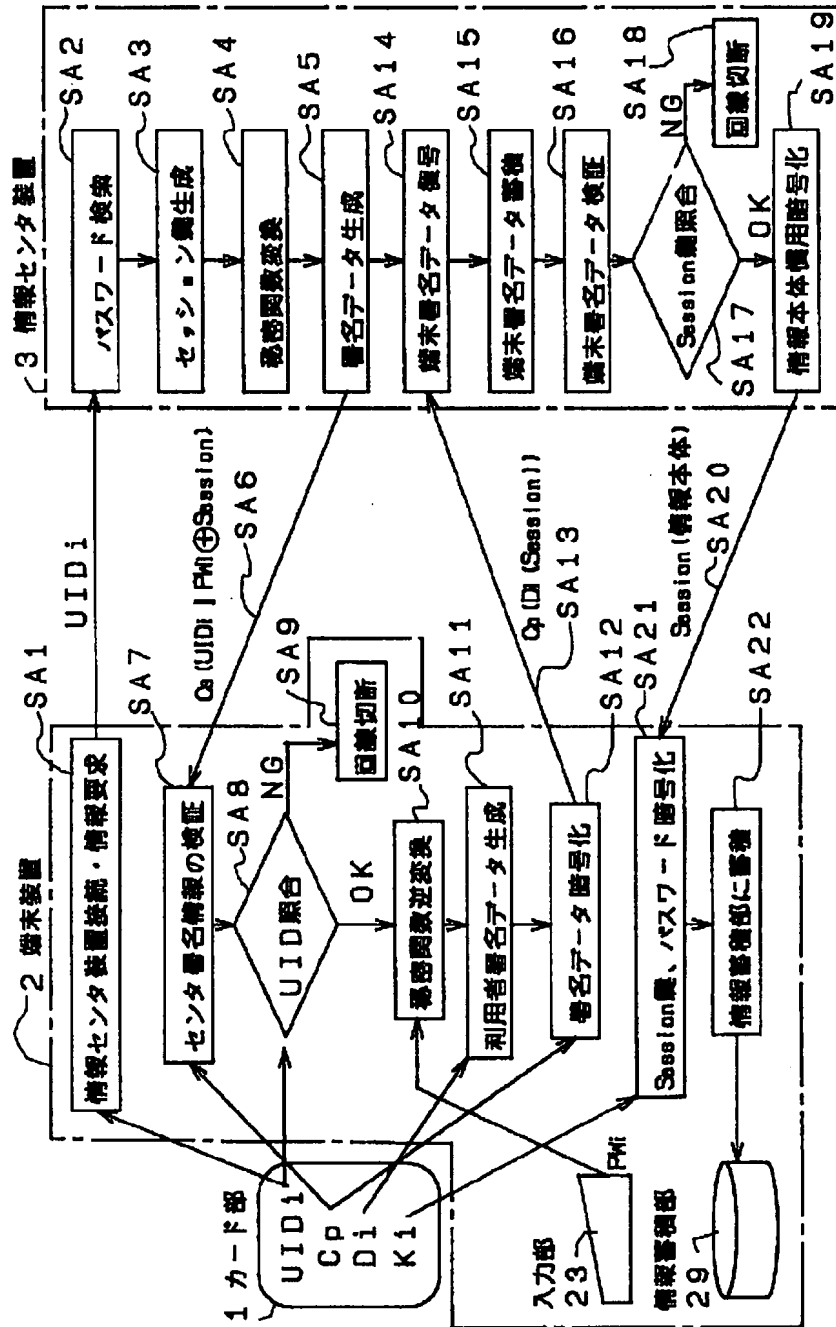 1 カード部
UIDi
Cp
Di
Ki
入力部
23
PWi
情報蓄積部
29
2 端末装置
情報センタ装置接続・情報要求
SA1
UIDi
センタ署名情報の検証
SA7
UID照合
SA8
NG
回線切断
SA9
OK
秘密関数逆変換
SA10
利用者署名データ生成
SA11
署名データ暗号化
SA12
Session鍵、パスワード暗号化
SA21
情報蓄積部に蓄積
SA22
Cs(UIDi | PWi⊕Session)
SA6
Cp(Di(Session))
SA13
Session(情報本体)
SA20
3 情報センタ装置
パスワード検索
SA2
セッション鍵生成
SA3
秘密関数変換
SA4
署名データ生成
SA5
端末署名データ復号
SA14
端末署名データ蓄積
SA15
端末署名データ検証
SA16
Session鍵照合
SA17
NG
回線切断
SA18
OK
情報本体慣用暗号化
SA19